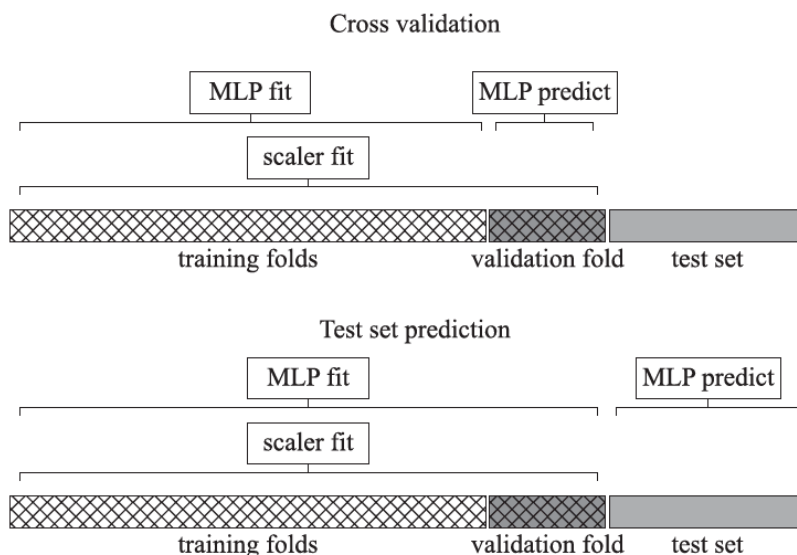 Cross validation
MLP fit
MLP predict
scaler fit
training folds
validation fold
test set
Test set prediction
MLP fit
MLP predict
scaler fit
training folds
validation fold
test set